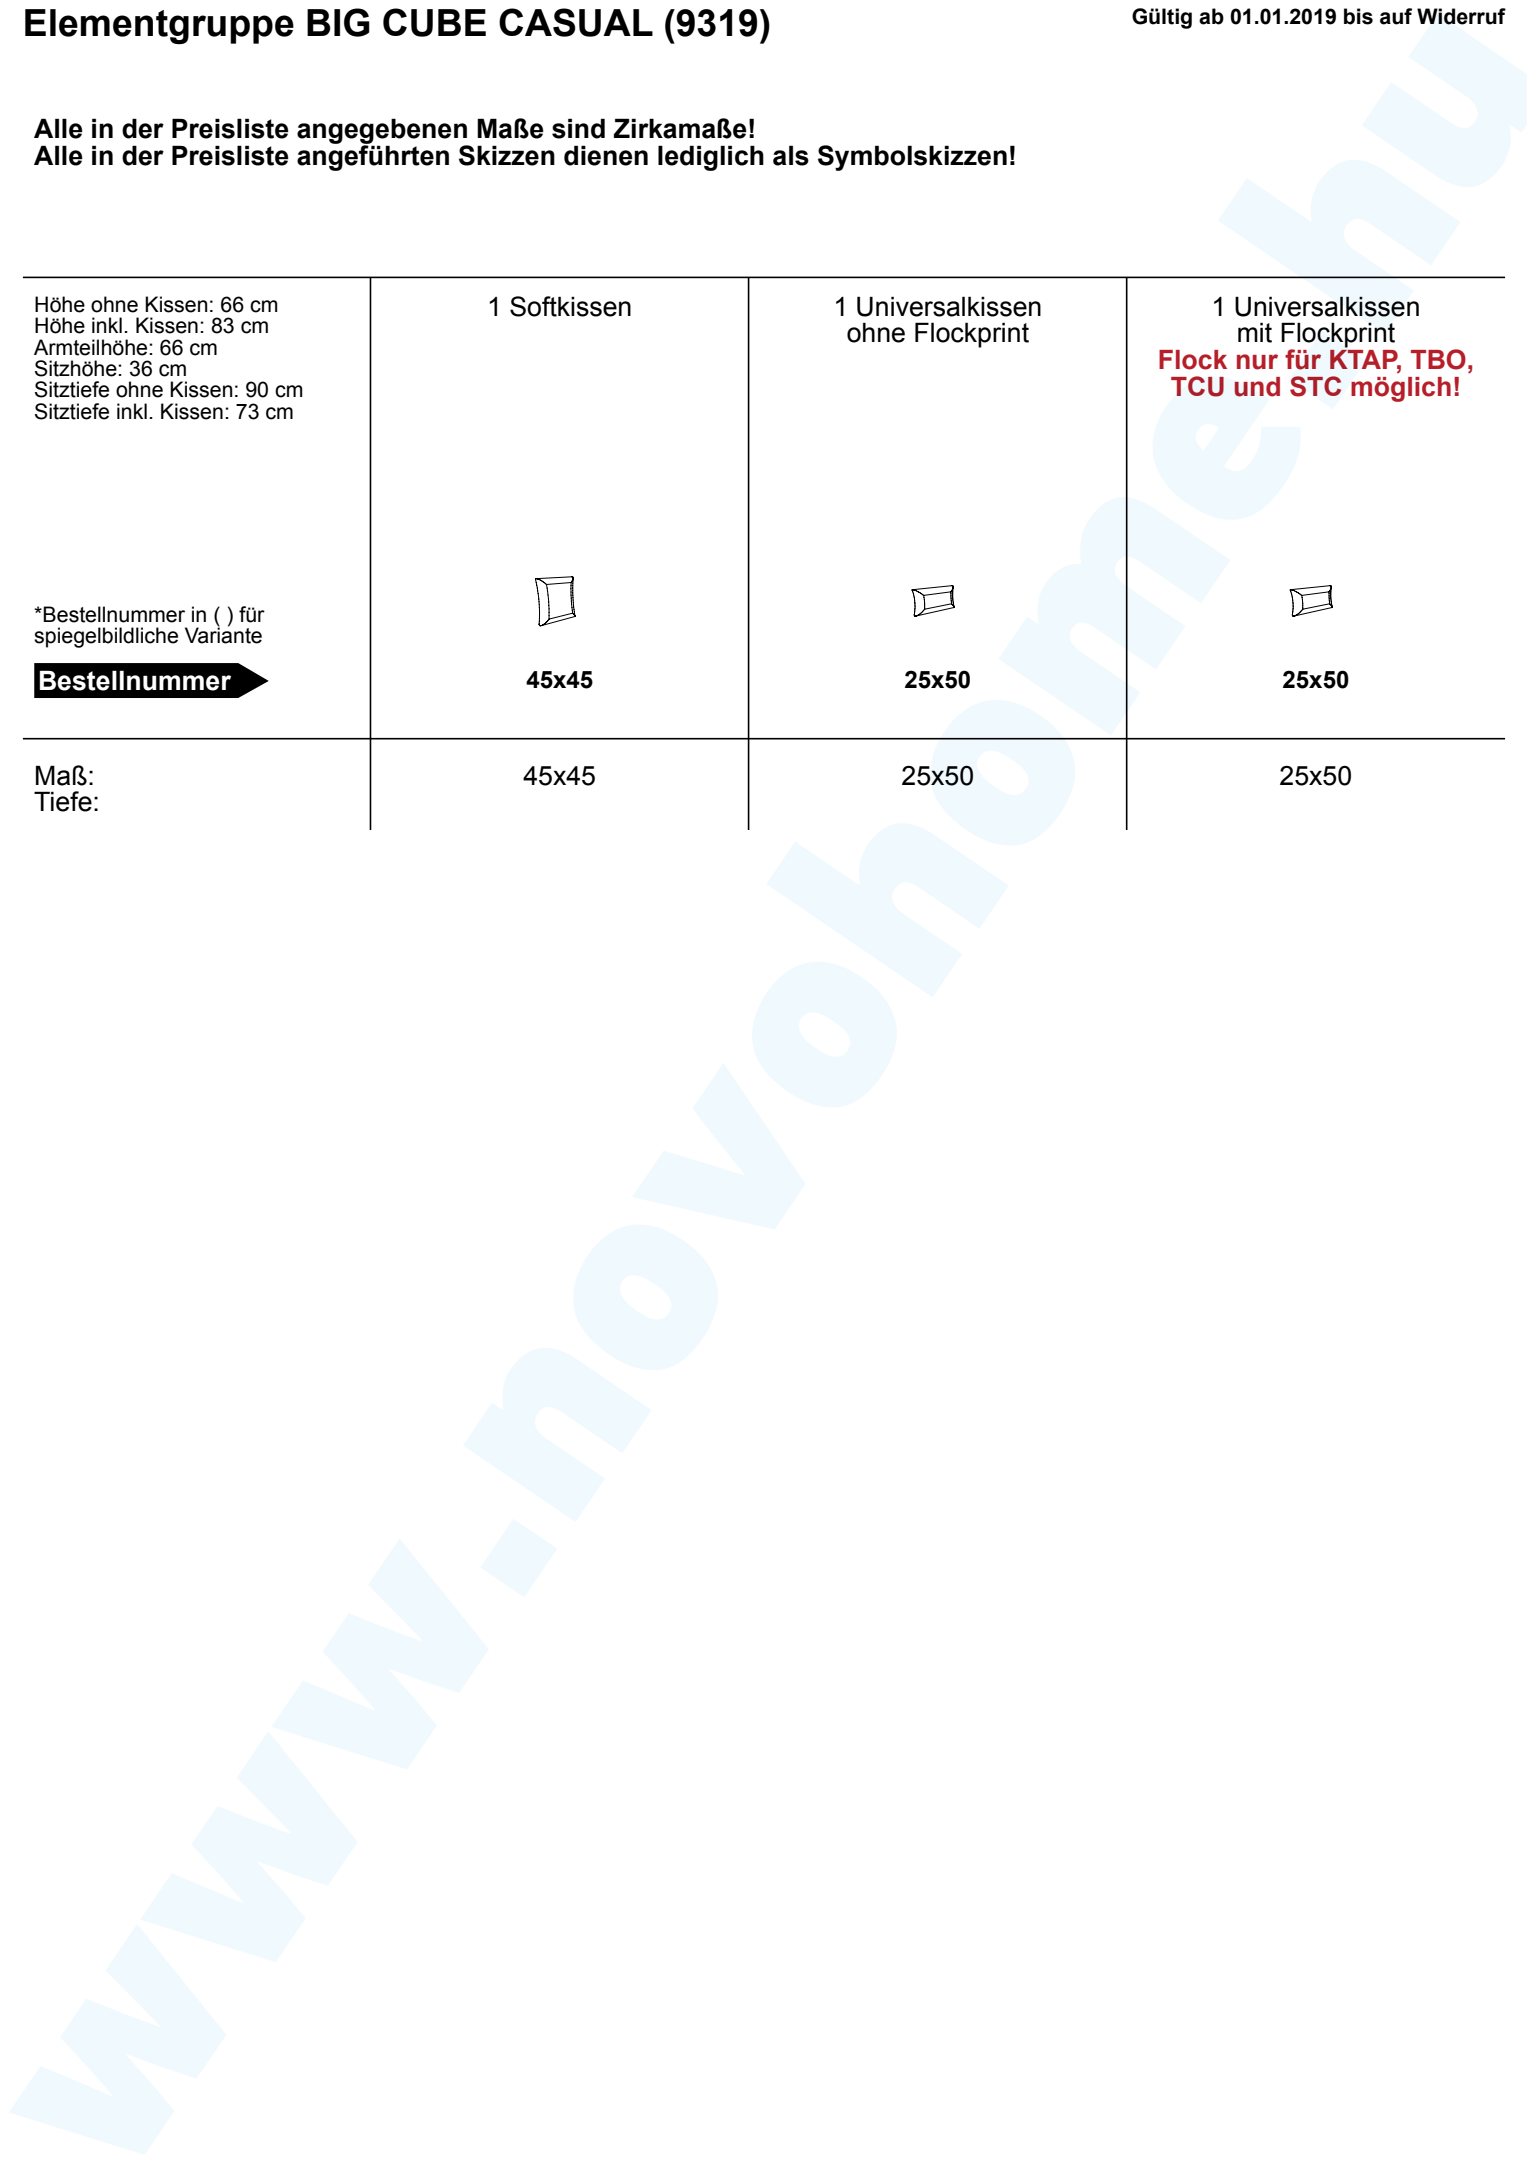 Elementgruppe BIG CUBE CASUAL (9319)
Gültig ab 01.01.2019 bis auf Widerruf
Alle in der Preisliste angegebenen Maße sind Zirkamaße!
Alle in der Preisliste angeführten Skizzen dienen lediglich als Symbolskizzen!
Höhe ohne Kissen: 66 cm
Höhe inkl. Kissen: 83 cm
Armteilhöhe: 66 cm
Sitzhöhe: 36 cm
Sitztiefe ohne Kissen: 90 cm
Sitztiefe inkl. Kissen: 73 cm
*Bestellnummer in ( ) für
spiegelbildliche Variante
Bestellnummer
1 Softkissen
45x45
1 Universalkissen
ohne Flockprint
25x50
1 Universalkissen
mit Flockprint
Flock nur für KTAP, TBO,
TCU und STC möglich!
25x50
Maß:
Tiefe:
45x45
25x50
25x50
www.novohome.hu